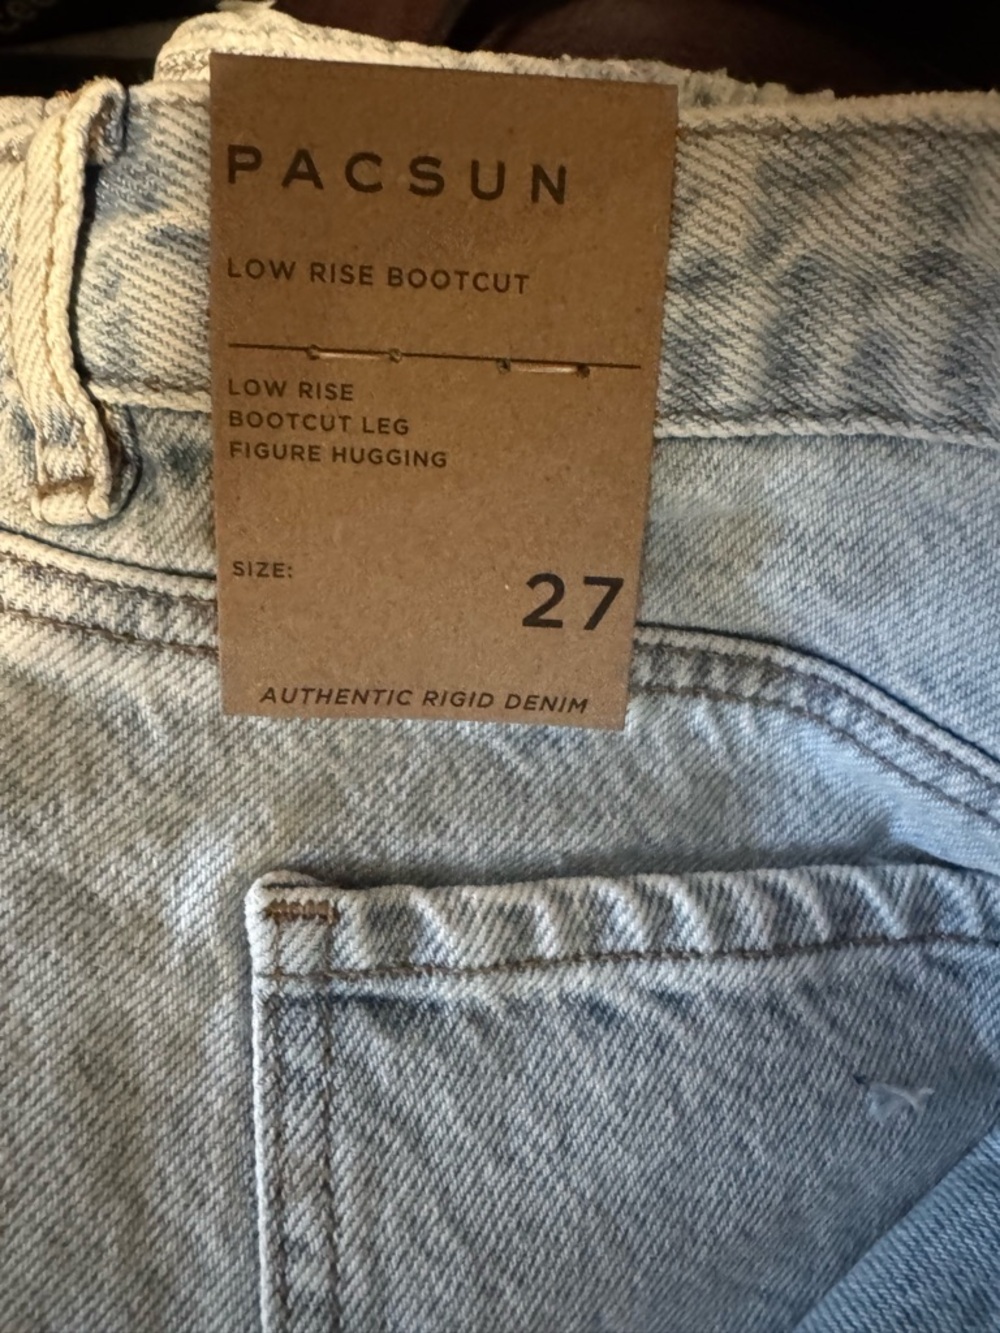 PACSUN
LOW RISE BOOTCUT
LOW RISE
BOOTCUT LEG
FIGURE HUGGING
SIZE:
27
AUTHENTIC RIGID DENIM